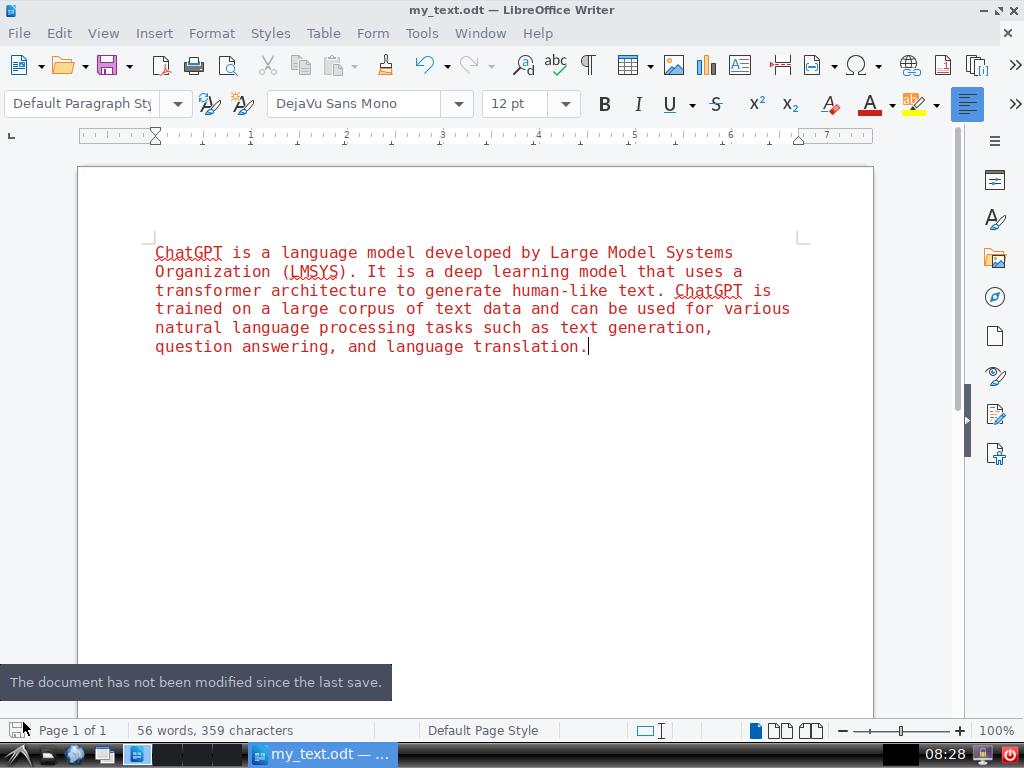 my_text.odt — LibreOffice Writer
File Edit View Insert Format Styles Table Form Tools Window Help
Default Paragraph Sty DejaVu Sans Mono 12 pt
1 2 3 4 5 6 7
ChatGPT is a language model developed by Large Model Systems
Organization (LMSYS). It is a deep learning model that uses a
transformer architecture to generate human-like text. ChatGPT is
trained on a large corpus of text data and can be used for various
natural language processing tasks such as text generation,
question answering, and language translation.
The document has not been modified since the last save.
Page 1 of 1 56 words, 359 characters Default Page Style 100%
my_text.odt — ... 08:28